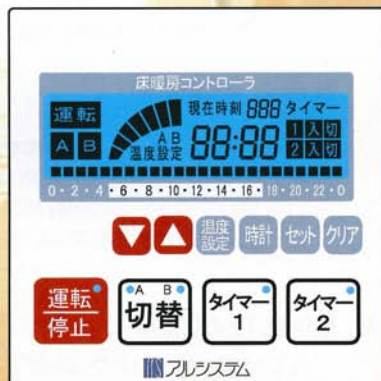 床暖房コントローラ
運転 現在時刻 888 タイマー
A B A B 88:88 1 入 切
温度設定 2 入 切
0・2・4・6・8・10・12・14・16・18・20・22・0
温度設定 時計 セット クリア
運転/停止 A B 切替 タイマー1 タイマー2
アルシステム